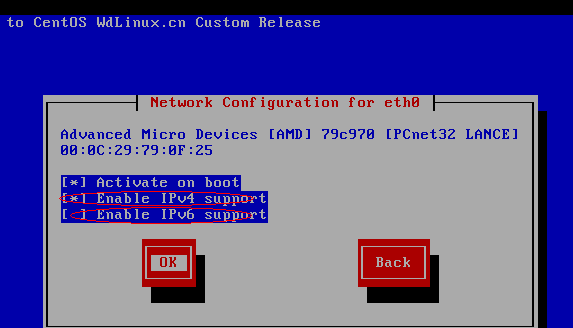 to CentOS WdLinux.cn Custom Release
Network Configuration for eth0
Advanced Micro Devices [AMD] 79c970 [PCnet32 LANCE]
00:0C:29:79:0F:25
[*] Activate on boot
[*] Enable IPv4 support
[ ] Enable IPv6 support
OK Back